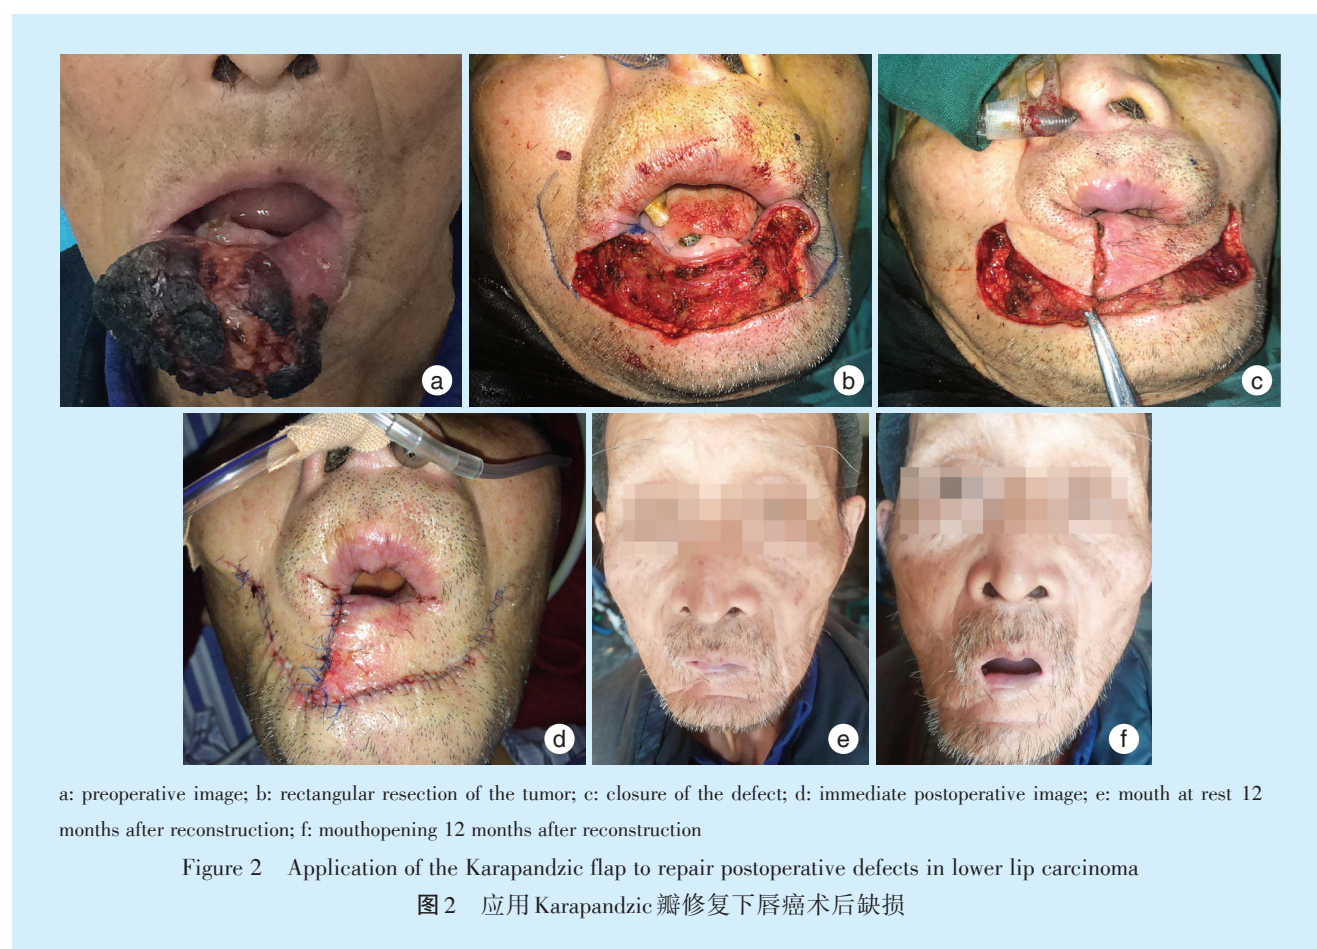 a
b
c
d
e
f
a: preoperative image; b: rectangular resection of the tumor; c: closure of the defect; d: immediate postoperative image; e: mouth at rest 12
months after reconstruction; f: mouthopening 12 months after reconstruction
Figure 2 Application of the Karapandzic flap to repair postoperative defects in lower lip carcinoma
图2 应用Karapandzic瓣修复下唇癌术后缺损